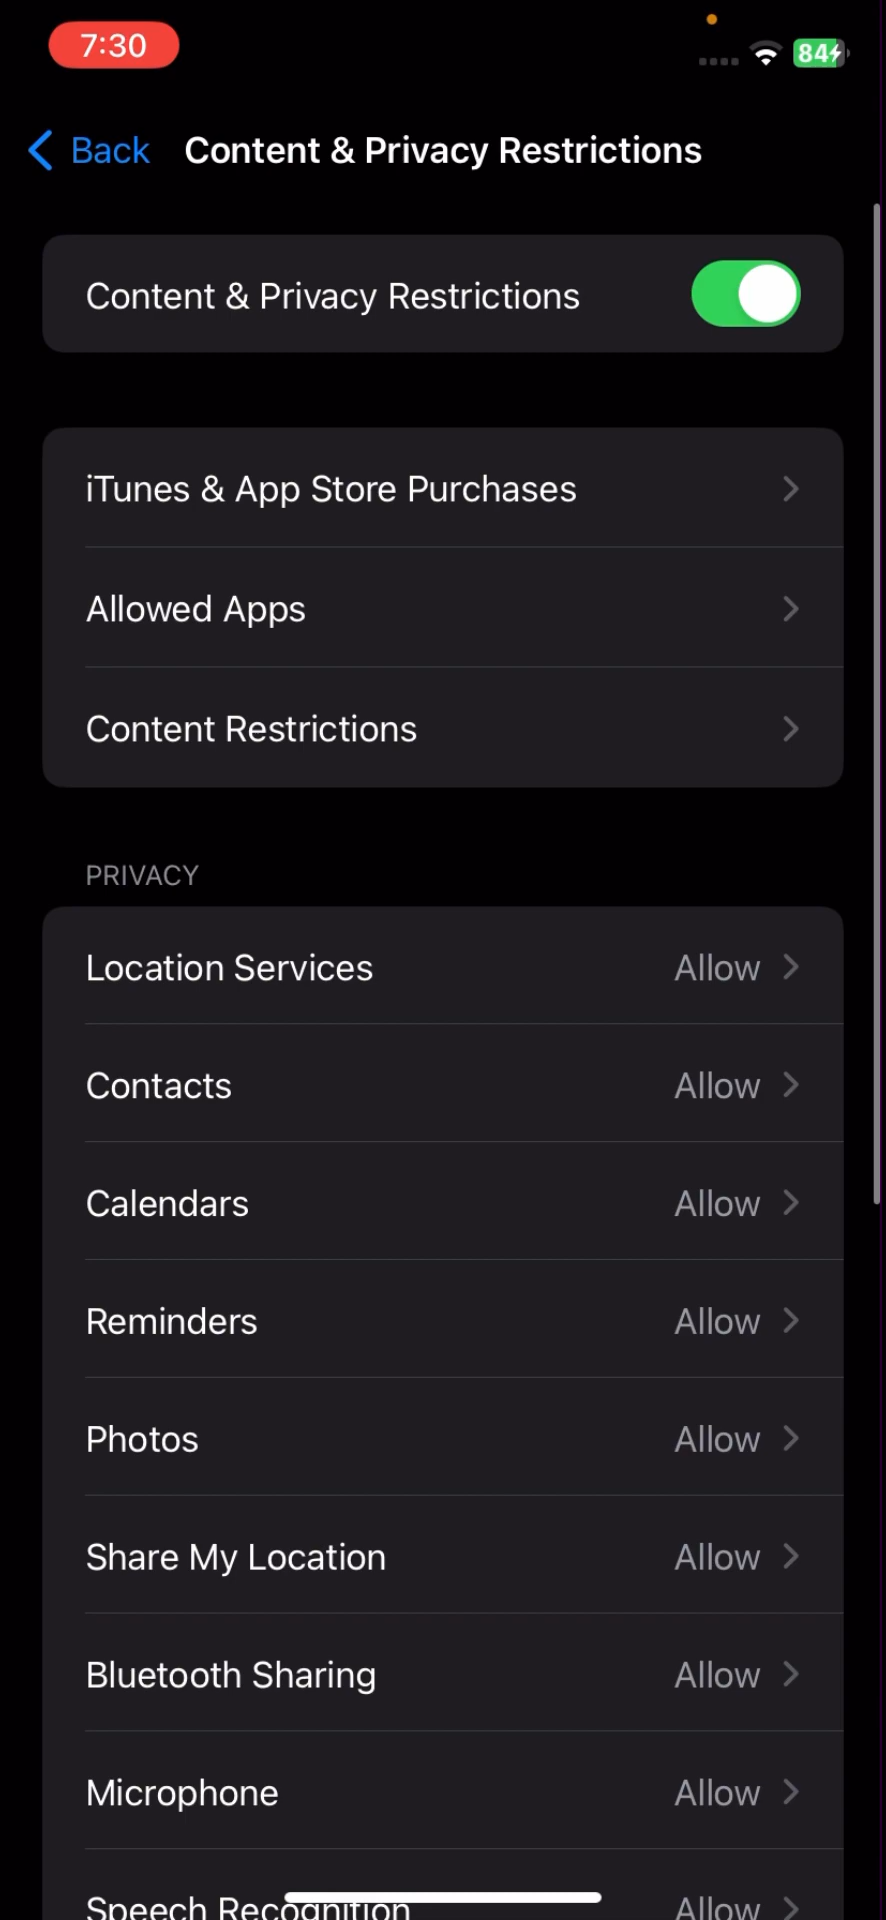 7:30
84
Back Content & Privacy Restrictions
Content & Privacy Restrictions
iTunes & App Store Purchases
Allowed Apps
Content Restrictions
PRIVACY
Location Services Allow
Contacts Allow
Calendars Allow
Reminders Allow
Photos Allow
Share My Location Allow
Bluetooth Sharing Allow
Microphone Allow
Speech Recognition Allow